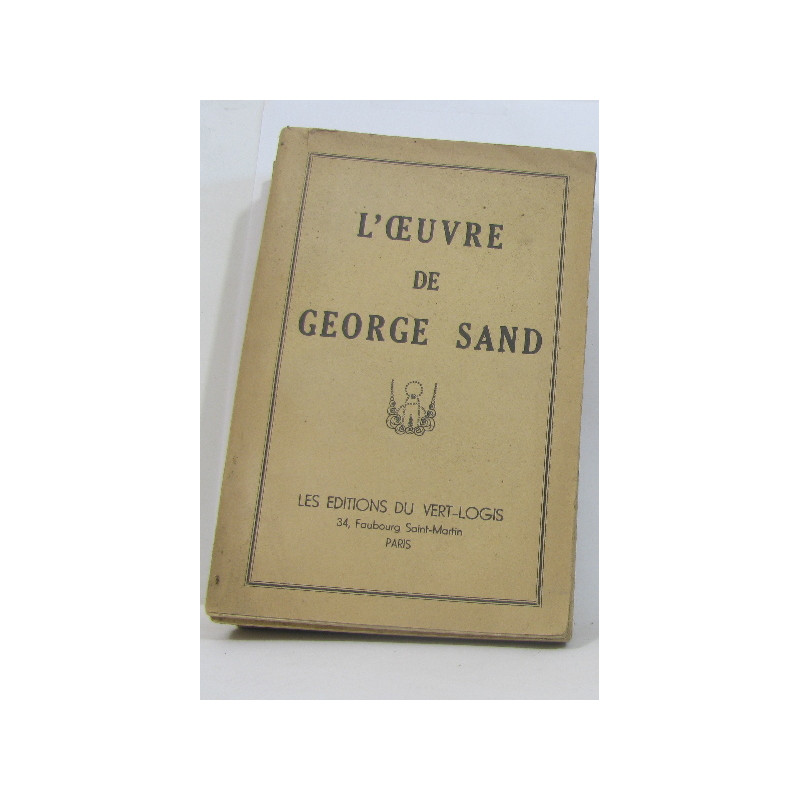 L'ŒUVRE
DE
GEORGE SAND
LES EDITIONS DU VERT-LOGIS
34, Faubourg Saint-Martin
PARIS